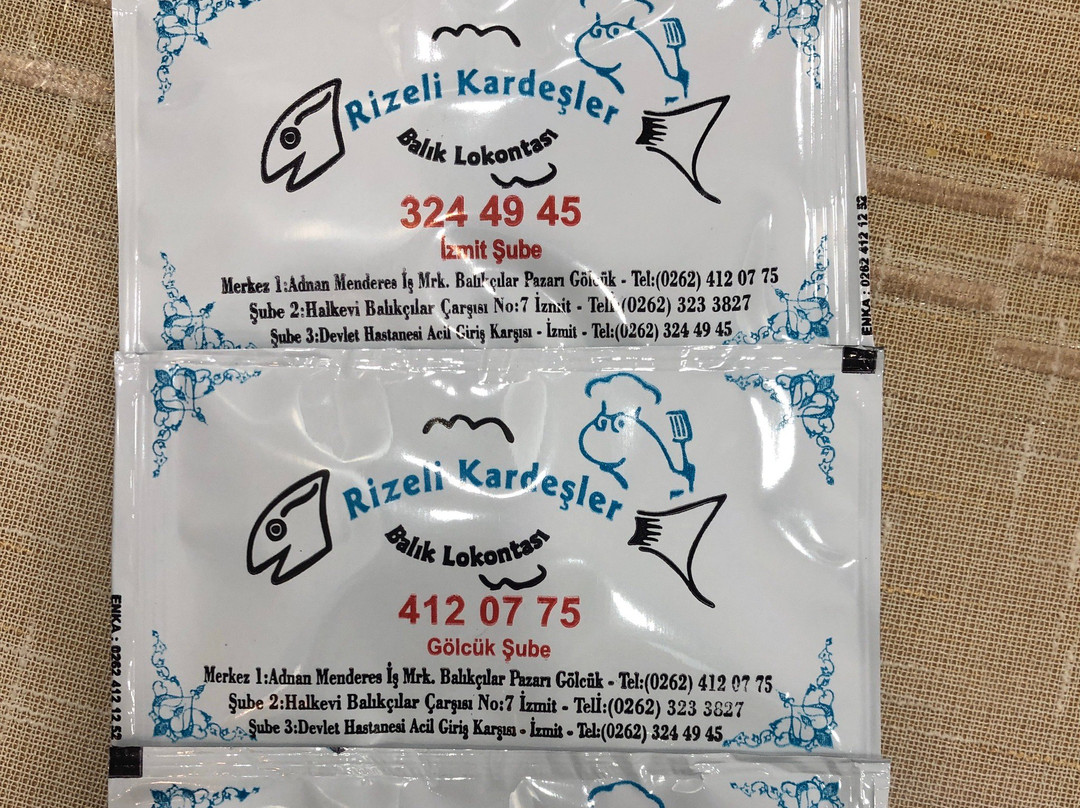 Rizeli Kardeşler
Balık Lokontası
324 49 45
İzmit Şube
Merkez 1:Adnan Menderes İş Mrk. Balıkçılar Pazarı Gölcük - Tel:(0262) 412 07 75
Şube 2:Halkevi Balıkçılar Çarşısı No:7 İzmit - Telİ:(0262) 323 3827
Şube 3:Devlet Hastanesi Acil Giriş Karşısı - İzmit - Tel:(0262) 324 49 45
ENKA : 0262 412 12 52
Rizeli Kardeşler
Balık Lokontası
412 07 75
Gölcük Şube
Merkez 1:Adnan Menderes İş Mrk. Balıkçılar Pazarı Gölcük - Tel:(0262) 412 07 75
Şube 2:Halkevi Balıkçılar Çarşısı No:7 İzmit - Telİ:(0262) 323 3827
Şube 3:Devlet Hastanesi Acil Giriş Karşısı - İzmit - Tel:(0262) 324 49 45
ENKA : 0262 412 12 52